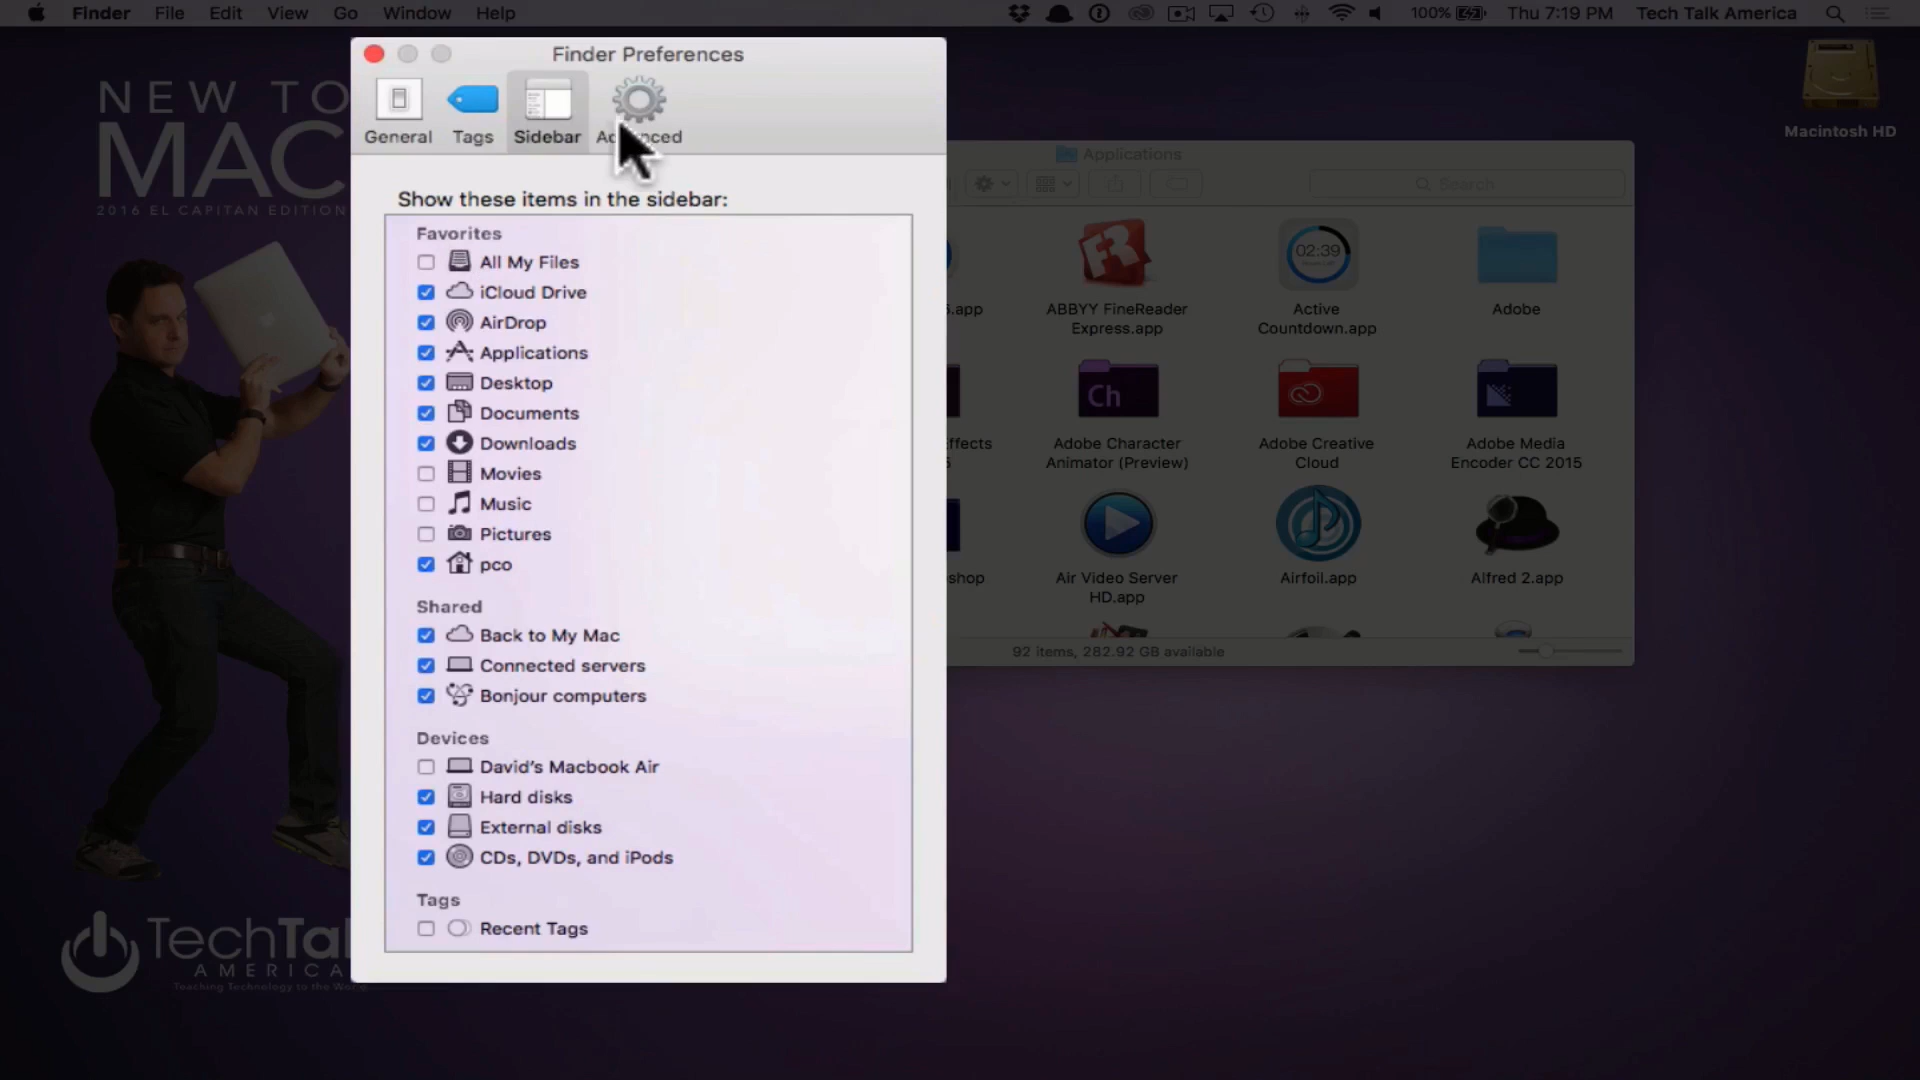 Finder File Edit View Go Window Help 100% Thu 7:19 PM Tech Talk America
NEW TO
MAC
2016 EL CAPITAN EDITION
Finder Preferences
General Tags Sidebar
Show these items in the sidebar:
Favorites
All My Files
iCloud Drive
AirDrop
Applications
Desktop
Documents
Downloads
Movies
Music
Pictures
pco
Shared
Back to My Mac
Connected servers
Bonjour computers
Devices
David's Macbook Air
Hard disks
External disks
CDs, DVDs, and iPods
Tags
Recent Tags
Applications
Search
ABBYY FineReader
Express.app
02:39
Active
Countdown.app
Adobe
Ch
Adobe Character
Animator (Preview)
Adobe Creative
Cloud
Adobe Media
Encoder CC 2015
Air Video Server
HD.app
Airfoil.app
Alfred 2.app
92 items, 282.92 GB available
Macintosh HD
TechTal
AMERICA
Teaching Technology to the World